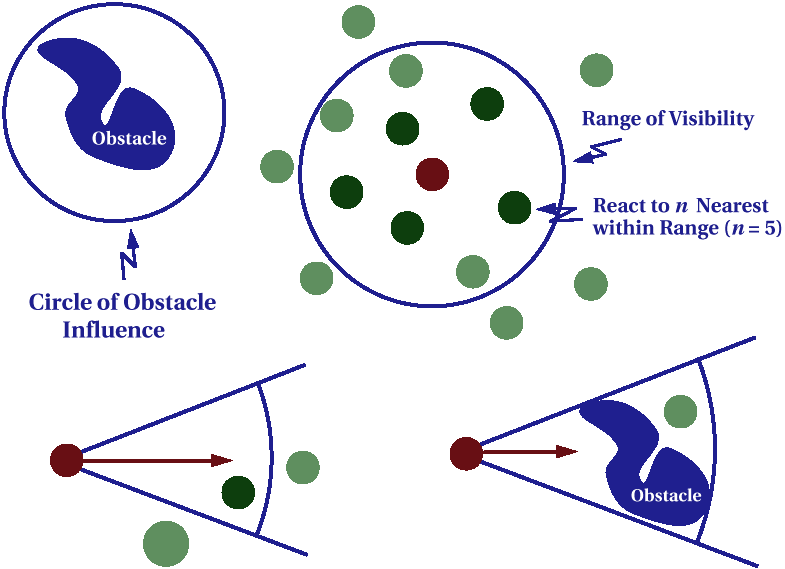 Obstacle
Range of Visibility
React to n Nearest
within Range (n = 5)
Circle of Obstacle
Influence
Obstacle